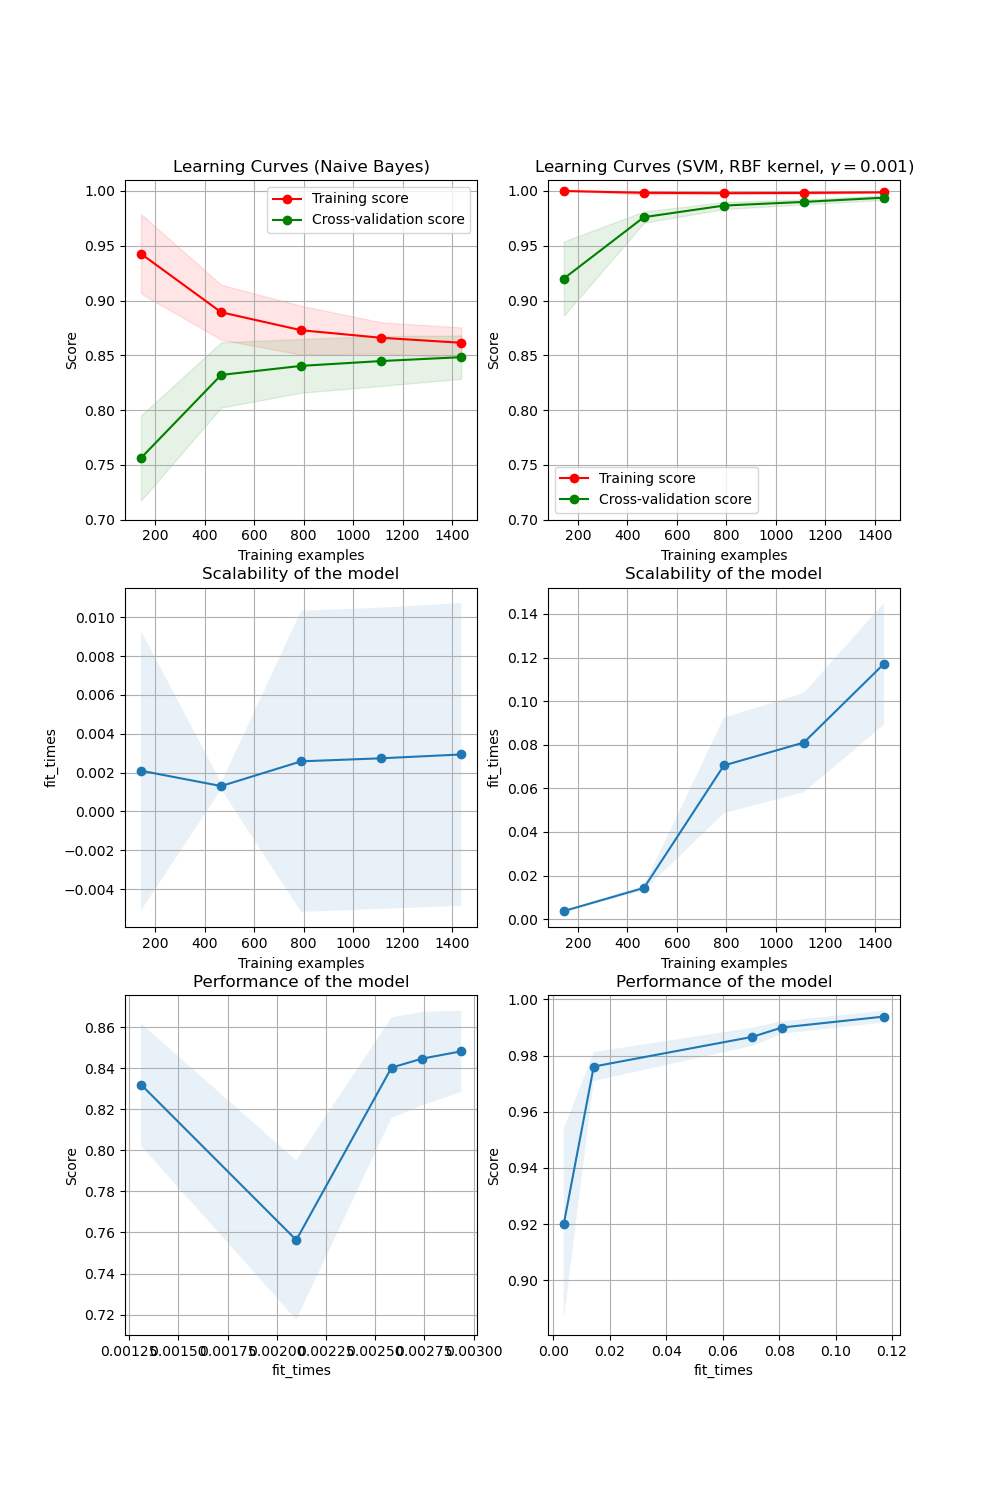 Learning Curves (Naive Bayes)
Score
1.00
0.95
0.90
0.85
0.80
0.75
0.70
Training score
Cross-validation score
200 400 600 800 1000 1200 1400
Training examples
Learning Curves (SVM, RBF kernel, γ = 0.001)
Score
1.00
0.95
0.90
0.85
0.80
0.75
0.70
Training score
Cross-validation score
200 400 600 800 1000 1200 1400
Training examples
Scalability of the model
fit_times
0.010
0.008
0.006
0.004
0.002
0.000
−0.002
−0.004
200 400 600 800 1000 1200 1400
Training examples
Scalability of the model
fit_times
0.14
0.12
0.10
0.08
0.06
0.04
0.02
0.00
200 400 600 800 1000 1200 1400
Training examples
Performance of the model
Score
0.86
0.84
0.82
0.80
0.78
0.76
0.74
0.72
0.00125 0.00150 0.00175 0.00200 0.00225 0.00250 0.00275 0.00300
fit_times
Performance of the model
Score
1.00
0.98
0.96
0.94
0.92
0.90
0.00 0.02 0.04 0.06 0.08 0.10 0.12
fit_times